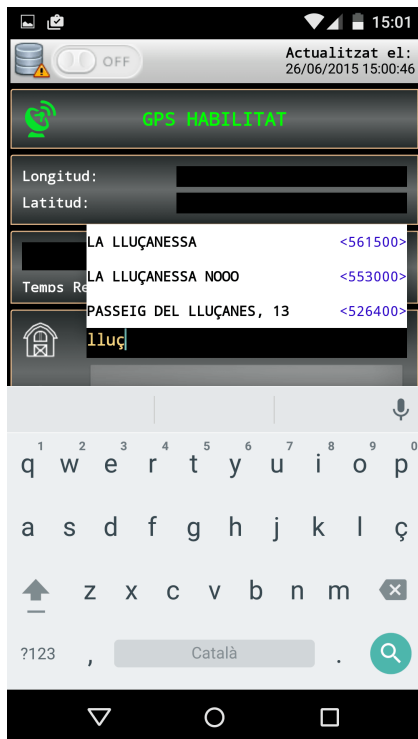 15:01
OFF
Actualitzat el:
26/06/2015 15:00:46
GPS HABILITAT
Longitud:
Latitud:
LA LLUÇANESSA <561500>
LA LLUÇANESSA NOOO <553000>
Temps Re
PASSEIG DEL LLUÇANES, 13 <526400>
lluç
1 2 3 4 5 6 7 8 9 0
q w e r t y u i o p
a s d f g h j k l ç
z x c v b n m
?123 , Català .